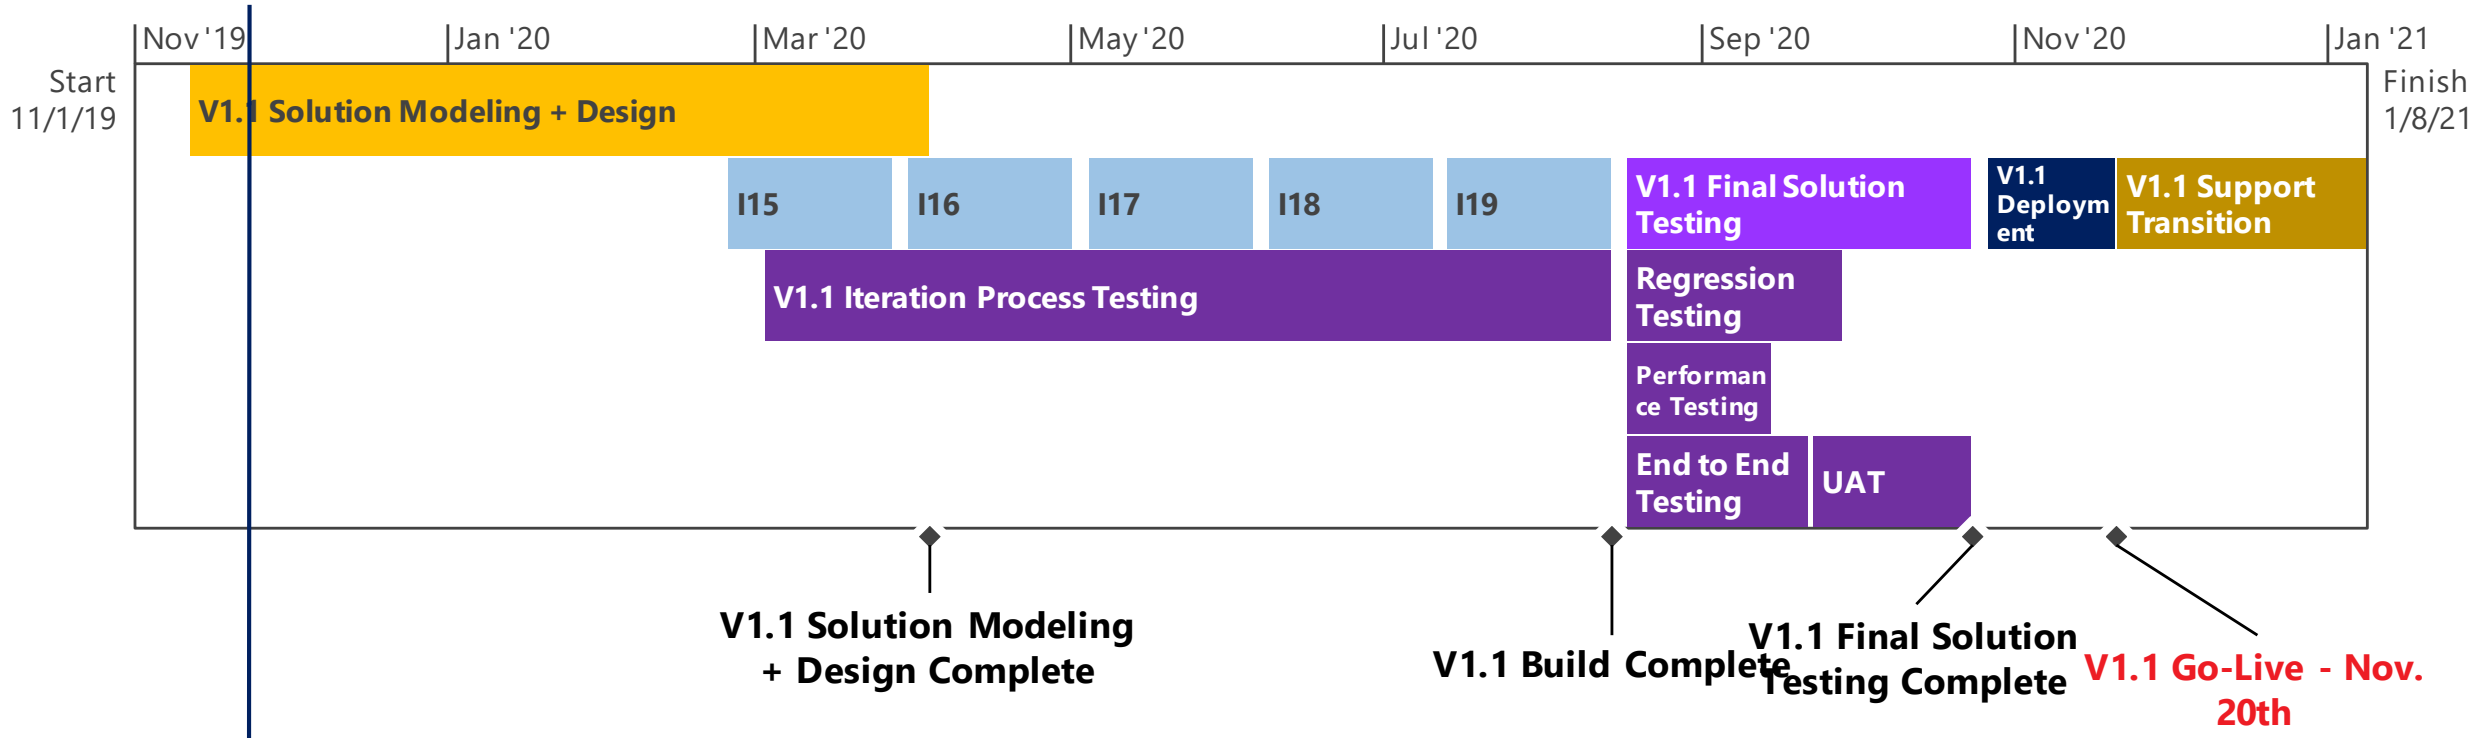 Nov '19
Jan '20
Mar '20
May '20
Jul '20
Sep '20
Nov '20
Jan '21
Start
11/1/19
Finish
1/8/21
V1.1 Solution Modeling + Design
I15
I16
I17
I18
I19
V1.1 Final Solution
Testing
V1.1
Deploym
ent
V1.1 Support
Transition
V1.1 Iteration Process Testing
Regression
Testing
Performan
ce Testing
End to End
Testing
UAT
V1.1 Solution Modeling
+ Design Complete
V1.1 Build Complete
V1.1 Final Solution
Testing Complete
V1.1 Go-Live - Nov.
20th